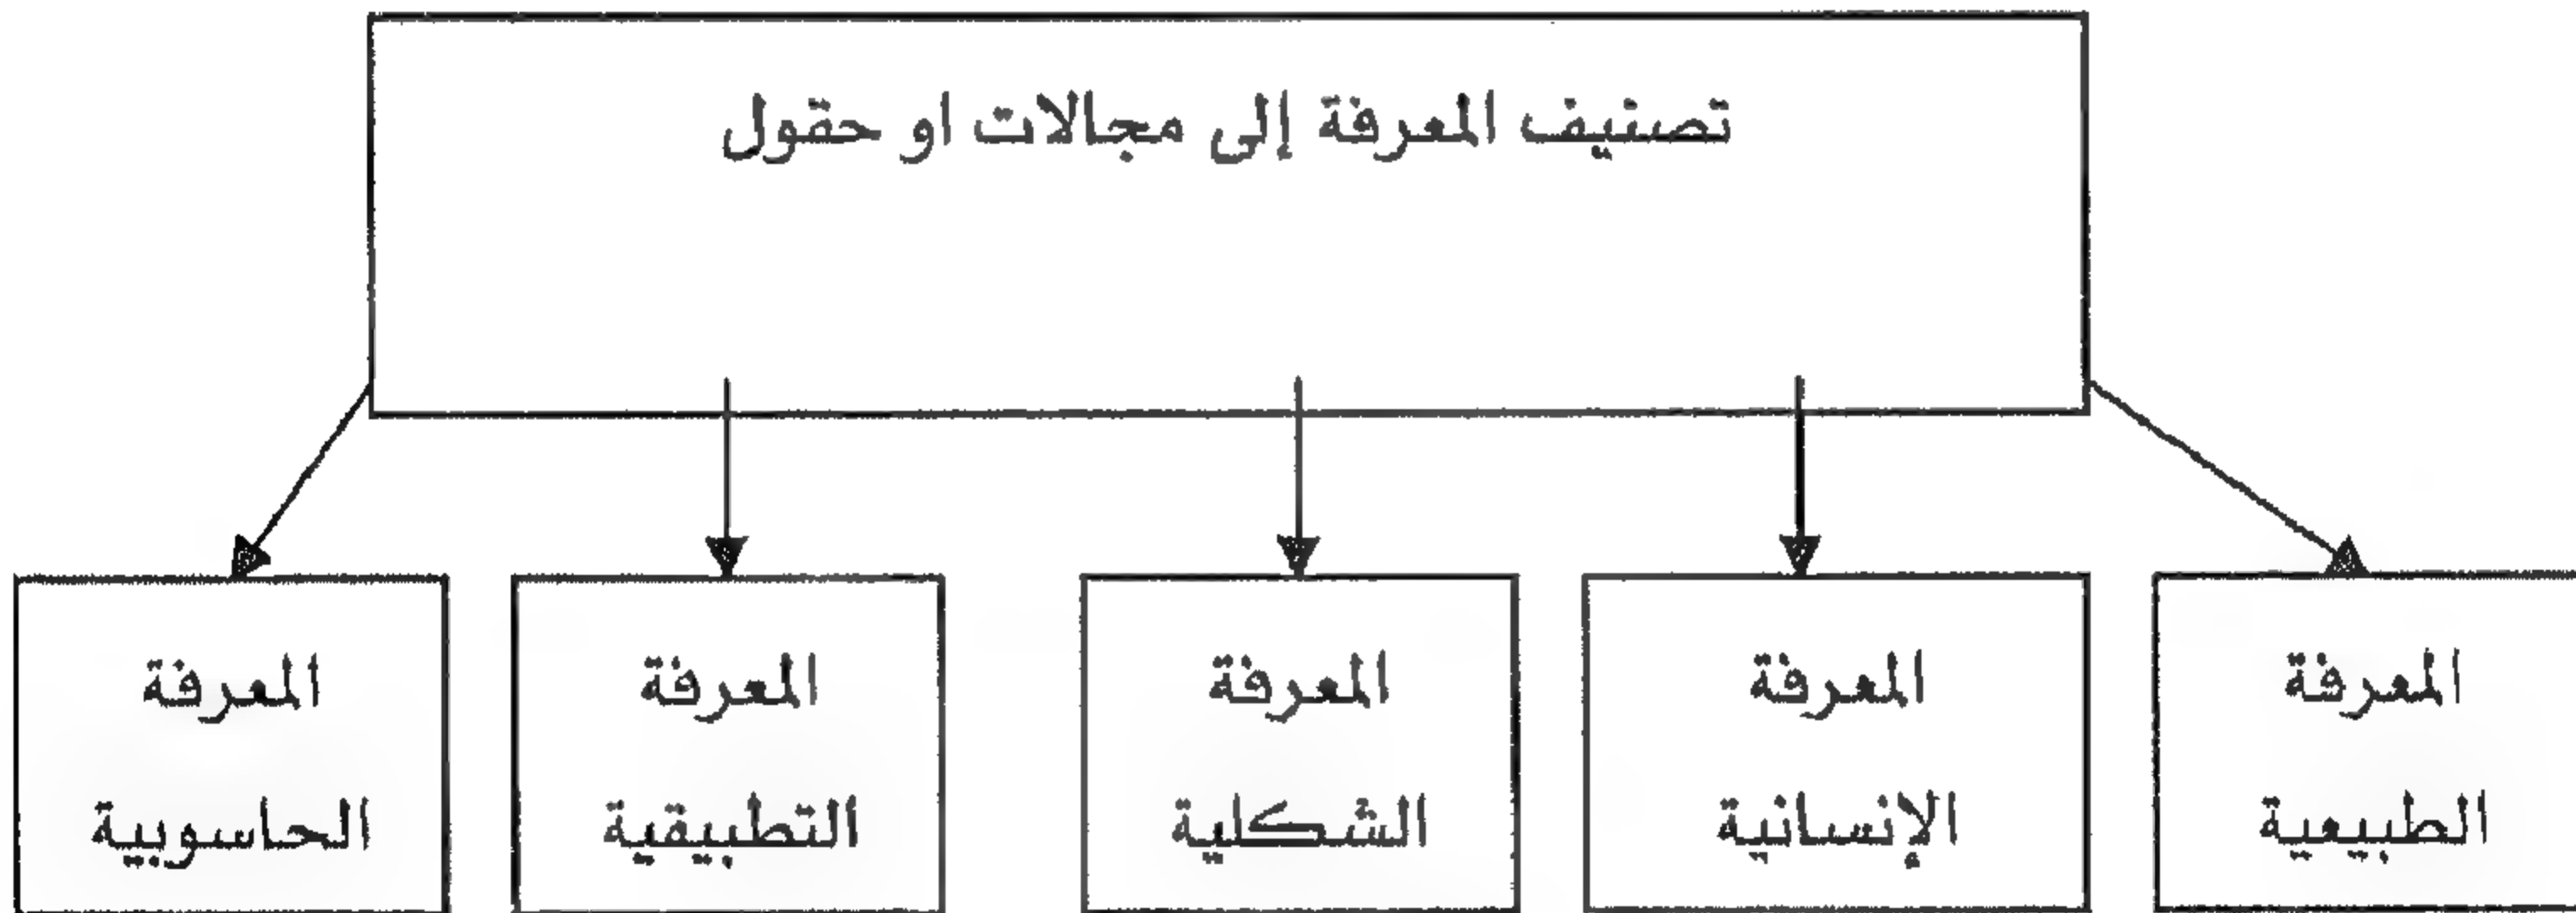 تصنيف المعرفة إلى مجالات او حقول
المعرفة
الطبيعية
المعرفة
الإنسانية
المعرفة
الشكلية
المعرفة
التطبيقية
المعرفة
الحاسوبية